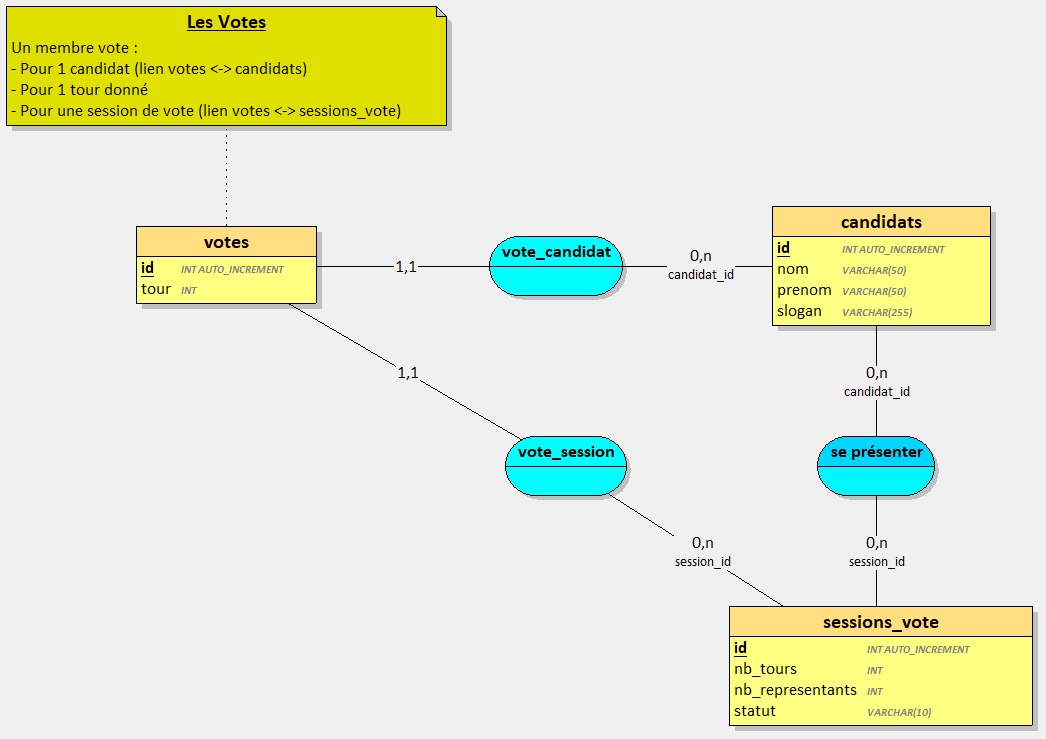 Les Votes
Un membre vote :
- Pour 1 candidat (lien votes <-> candidats)
- Pour 1 tour donné
- Pour une session de vote (lien votes <-> sessions_vote)
votes
id INT AUTO_INCREMENT
tour INT
1,1
vote_candidat
0,n
candidat_id
candidats
id INT AUTO_INCREMENT
nom VARCHAR(50)
prenom VARCHAR(50)
slogan VARCHAR(255)
1,1
0,n
candidat_id
vote_session
se présenter
0,n
session_id
0,n
session_id
sessions_vote
id INT AUTO_INCREMENT
nb_tours INT
nb_representants INT
statut VARCHAR(10)